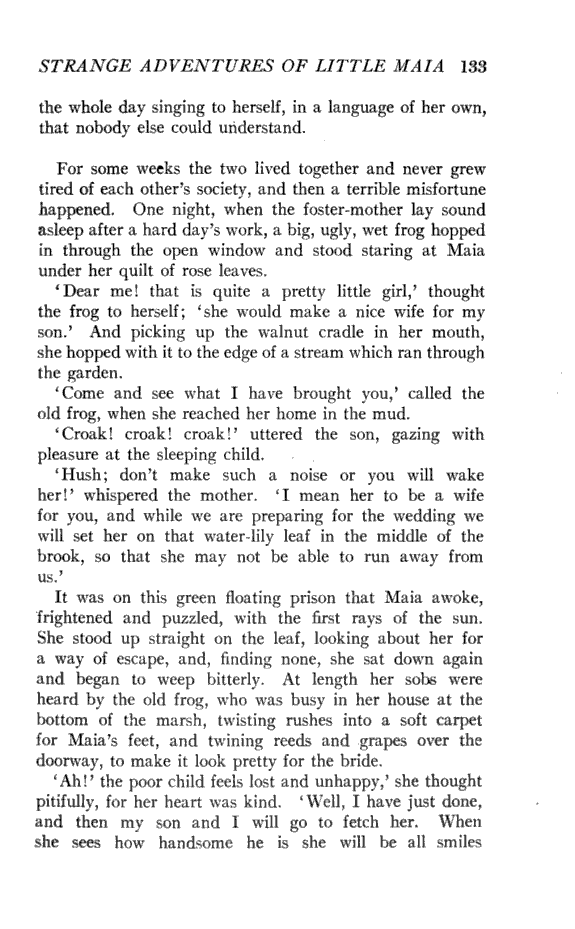 STRANGE ADVENTURES OF LITTLE MAIA 133
the whole day singing to herself, in a language of her own,
that nobody else could understand.
For some weeks the two lived together and never grew
tired of each other's society, and then a terrible misfortune
happened. One night, when the foster-mother lay sound
asleep after a hard day's work, a big, ugly, wet frog hopped
in through the open window and stood staring at Maia
under her quilt of rose leaves.
'Dear me! that is quite a pretty little girl,' thought
the frog to herself; 'she would make a nice wife for my
son.' And picking up the walnut cradle in her mouth,
she hopped with it to the edge of a stream which ran through
the garden.
'Come and see what I have brought you,' called the
old frog, when she reached her home in the mud.
'Croak! croak! croak!' uttered the son, gazing with
pleasure at the sleeping child.
'Hush; don't make such a noise or you will wake
her!' whispered the mother. 'I mean her to be a wife
for you, and while we are preparing for the wedding we
will set her on that water-lily leaf in the middle of the
brook, so that she may not be able to run away from
us.'
It was on this green floating prison that Maia awoke,
frightened and puzzled, with the first rays of the sun.
She stood up straight on the leaf, looking about her for
a way of escape, and, finding none, she sat down again
and began to weep bitterly. At length her sobs were
heard by the old frog, who was busy in her house at the
bottom of the marsh, twisting rushes into a soft carpet
for Maia's feet, and twining reeds and grapes over the
doorway, to make it look pretty for the bride.
'Ah!' the poor child feels lost and unhappy,' she thought
pitifully, for her heart was kind. 'Well, I have just done,
and then my son and I will go to fetch her. When
she sees how handsome he is she will be all smiles